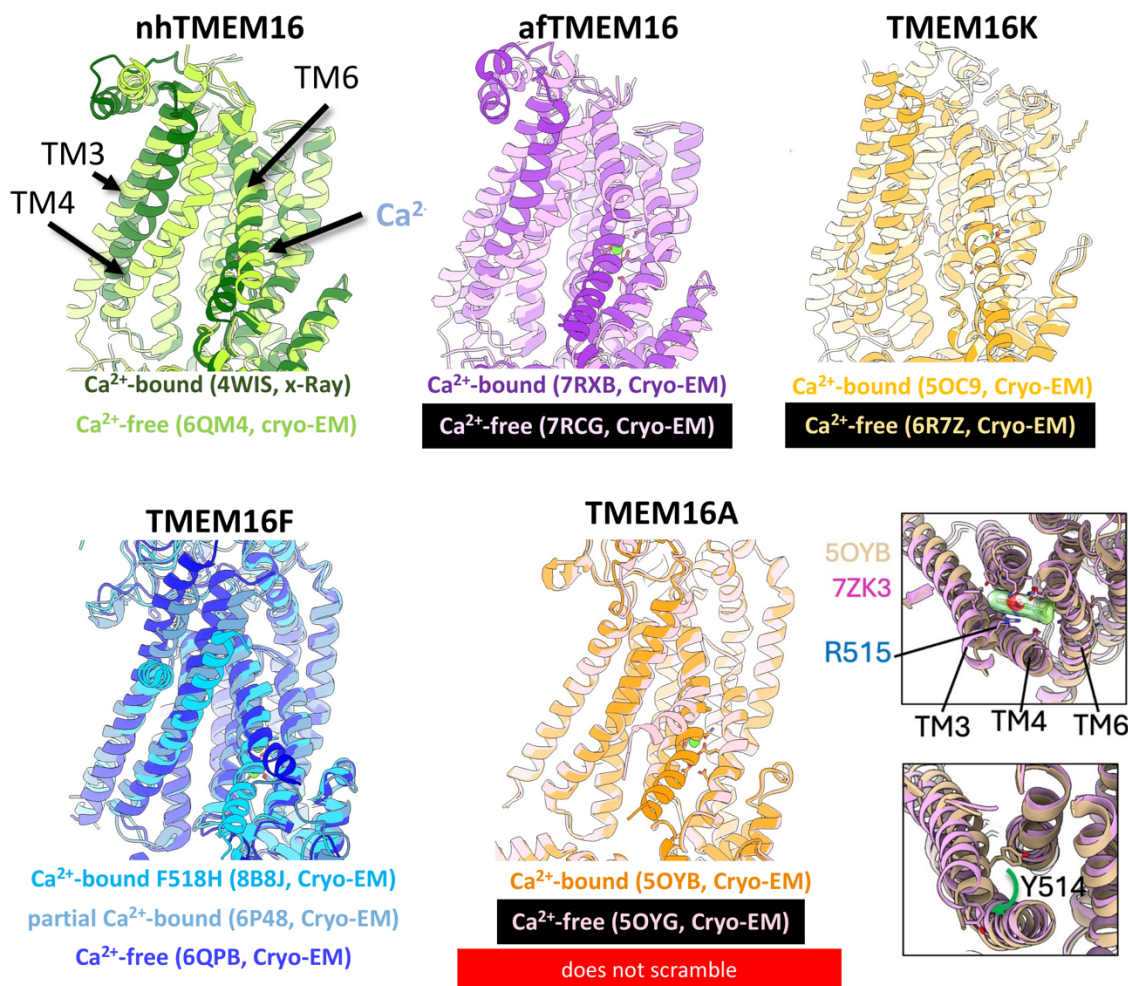 nhTMEM16
afTMEM16
TMEM16K
TM6
TM3
TM4
Ca²⁻
Ca²⁺-bound (4WIS, x-Ray)
Ca²⁺-free (6QM4, cryo-EM)
Ca²⁺-bound (7RXB, Cryo-EM)
Ca²⁺-free (7RCG, Cryo-EM)
Ca²⁺-bound (5OC9, Cryo-EM)
Ca²⁺-free (6R7Z, Cryo-EM)
TMEM16F
TMEM16A
Ca²⁺-bound F518H (8B8J, Cryo-EM)
partial Ca²⁺-bound (6P48, Cryo-EM)
Ca²⁺-free (6QPB, Cryo-EM)
Ca²⁺-bound (5OYB, Cryo-EM)
Ca²⁺-free (5OYG, Cryo-EM)
does not scramble
5OYB
7ZK3
R515
TM3
TM4
TM6
Y514